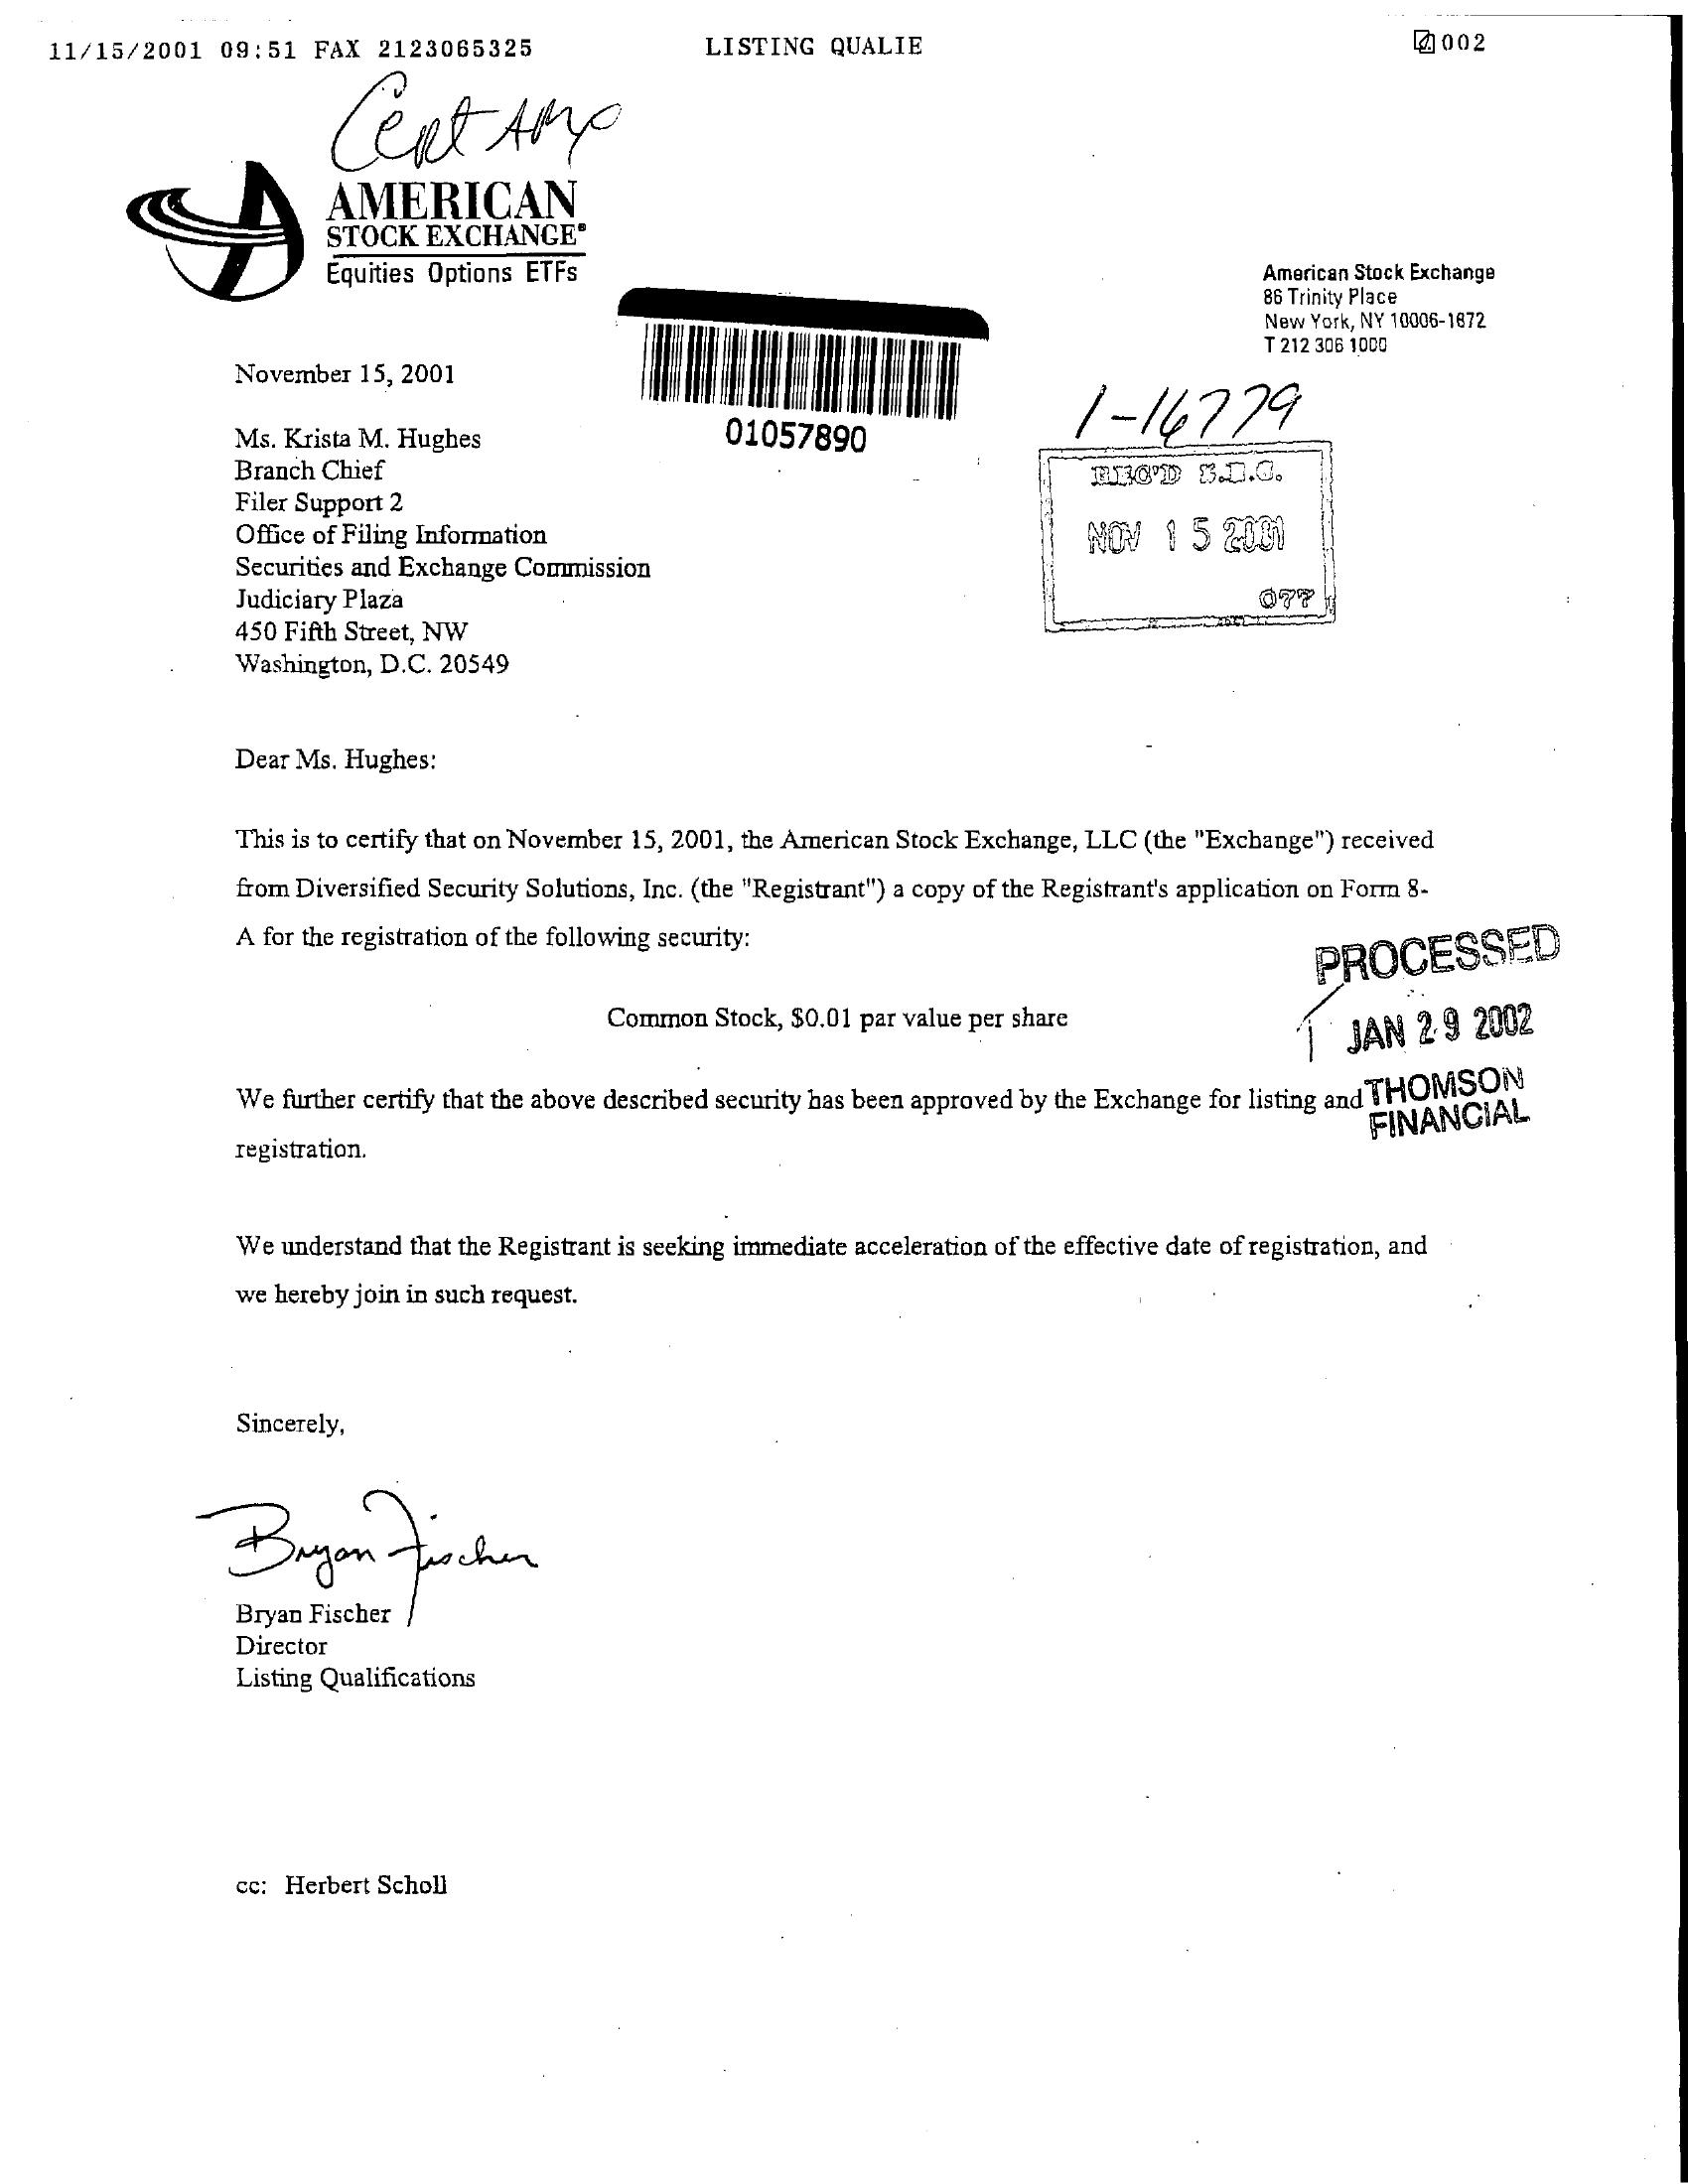 11/15/2001 09:51 FAX 2123065325 LISTING QUALIE 002
Cert AMX
AMERICAN
STOCK EXCHANGE®
Equities Options ETFs
American Stock Exchange
86 Trinity Place
New York, NY 10006-1872
T 212 306 1000
November 15, 2001
01057890
1-16779
Ms. Krista M. Hughes
Branch Chief
Filer Support 2
Office of Filing Information
Securities and Exchange Commission
Judiciary Plaza
450 Fifth Street, NW
Washington, D.C. 20549
REC'D S.E.C.
NOV 15 2001
077
Dear Ms. Hughes:
This is to certify that on November 15, 2001, the American Stock Exchange, LLC (the "Exchange") received
from Diversified Security Solutions, Inc. (the "Registrant") a copy of the Registrant's application on Form 8-
A for the registration of the following security:
PROCESSED
Common Stock, $0.01 par value per share
JAN 29 2002
We further certify that the above described security has been approved by the Exchange for listing and
THOMSON
FINANCIAL
registration.
We understand that the Registrant is seeking immediate acceleration of the effective date of registration, and
we hereby join in such request.
Sincerely,
Bryan Fischer
Bryan Fischer
Director
Listing Qualifications
cc: Herbert Scholl